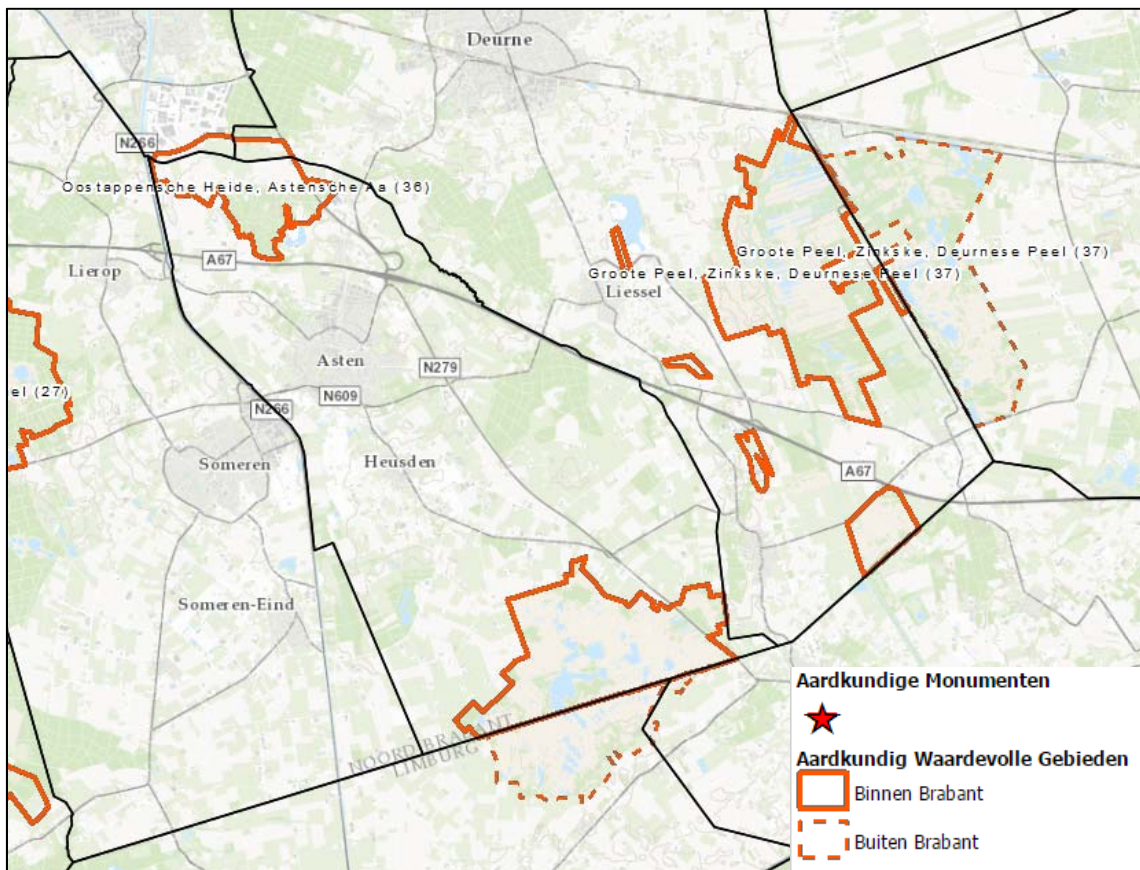 Deurne
N266
Oostappensche Heide, Astensche Aa (36)
Lierop
A67
Groote Peel, Zinkske, Deurnese Peel (37)
Groote Peel, Zinkske, Deurnese Peel (37)
Liessel
Asten
N279
el (27)
N609
N266
Someren
Heusden
A67
Someren-Eind
NOORD-BRABANT
LIMBURG
Aardkundige Monumenten
Aardkundig Waardevolle Gebieden
Binnen Brabant
Buiten Brabant